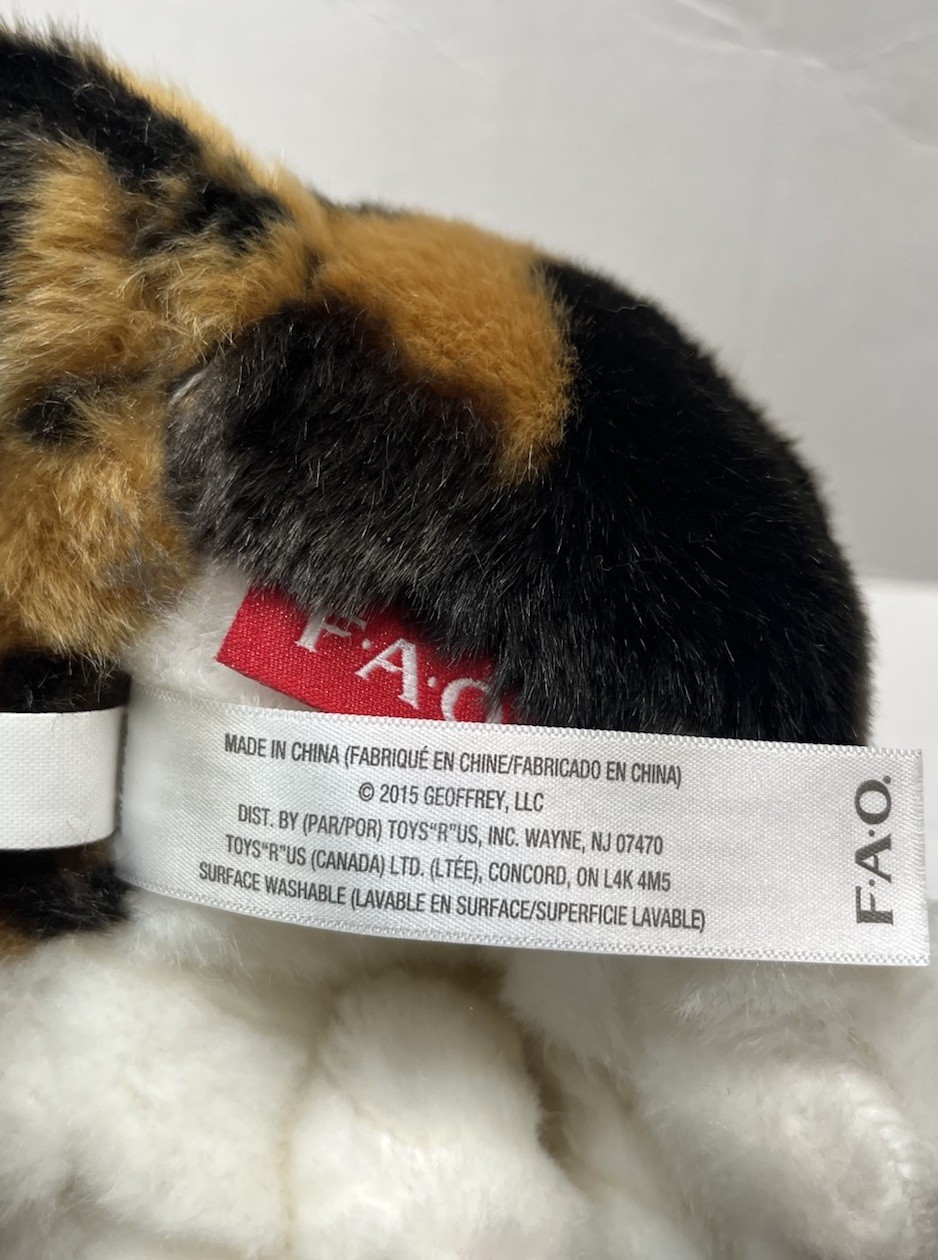 F·A·O
MADE IN CHINA (FABRIQUÉ EN CHINE/FABRICADO EN CHINA)
© 2015 GEOFFREY, LLC
DIST. BY (PAR/POR) TOYS"R"US, INC. WAYNE, NJ 07470
TOYS"R"US (CANADA) LTD. (LTÉE), CONCORD, ON L4K 4M5
SURFACE WASHABLE (LAVABLE EN SURFACE/SUPERFICIE LAVABLE)
F·A·O.